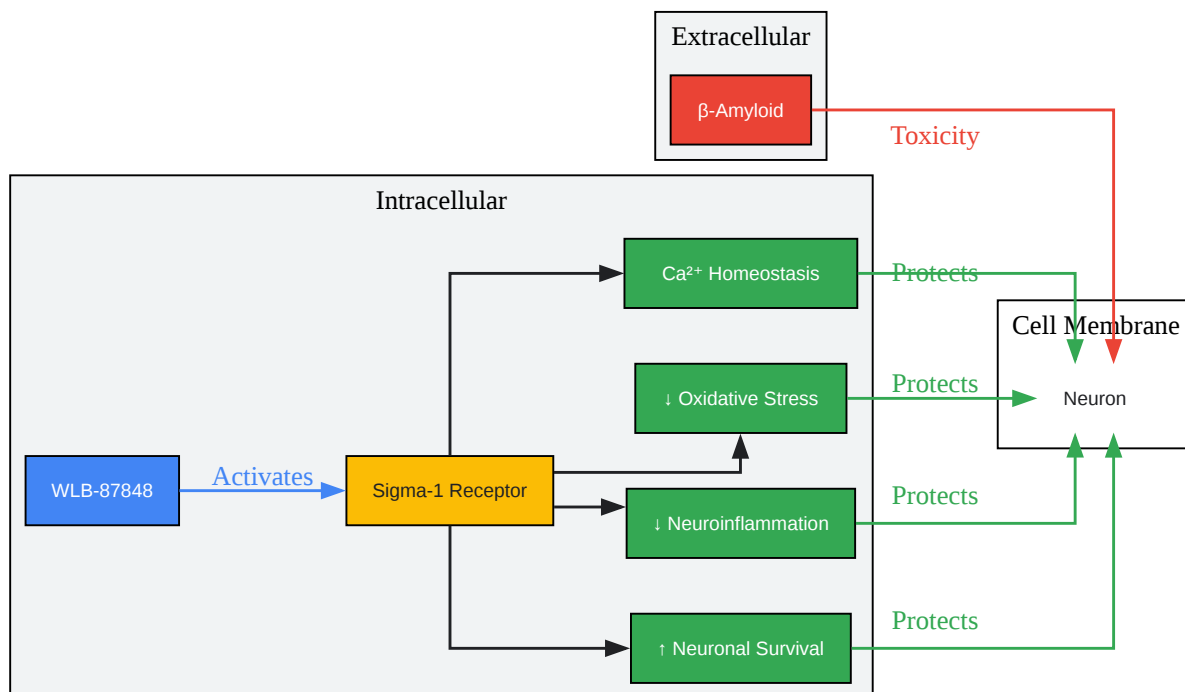 Extracellular
β-Amyloid
Toxicity
Intracellular
Ca²⁺ Homeostasis
Protects
Cell Membrane
↓ Oxidative Stress
Protects
Neuron
WLB-87848
Activates
Sigma-1 Receptor
↓ Neuroinflammation
Protects
↑ Neuronal Survival
Protects